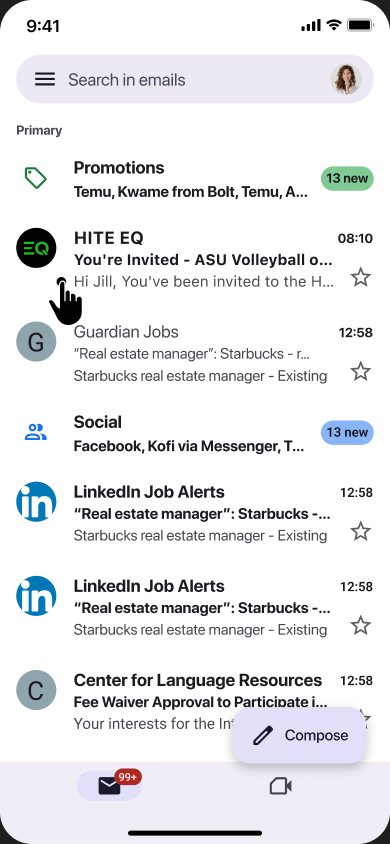 9:41
Search in emails
Primary
Promotions
13 new
Temu, Kwame from Bolt, Temu, A...
EQ
HITE EQ
08:10
You're Invited - ASU Volleyball o...
Hi Jill, You've been invited to the H...
G
Guardian Jobs
12:58
“Real estate manager”: Starbucks - r...
Starbucks real estate manager - Existing
Social
13 new
Facebook, Kofi via Messenger, T...
in
LinkedIn Job Alerts
12:58
“Real estate manager”: Starbucks -...
Starbucks real estate manager - Existing
in
LinkedIn Job Alerts
12:58
“Real estate manager”: Starbucks -...
Starbucks real estate manager - Existing
C
Center for Language Resources
12:58
Fee Waiver Approval to Participate i...
Your interests for the
Compose
99+